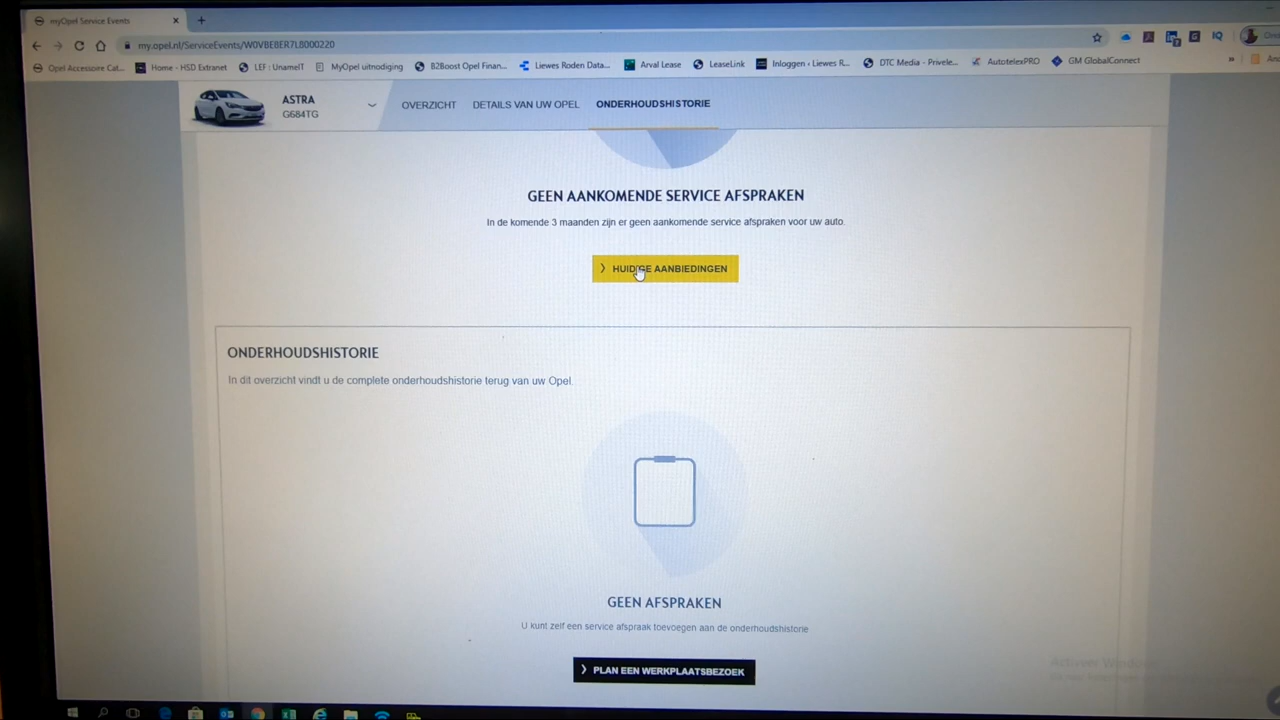 myOpel Service Events
my.opel.nl/ServiceEvents/W0VBE8ER7L8000220
Opel Accessoire Cat...
Home - HSD Extranet
LEF : UnameIT
MyOpel uitnodiging
B2Boost Opel Finan...
Liewes Roden Data...
Arval Lease
LeaseLink
Inloggen ‹ Liewes R...
DTC Media - Privele...
AutotelexPRO
GM GlobalConnect
»
ASTRA
G684TG
OVERZICHT
DETAILS VAN UW OPEL
ONDERHOUDSHISTORIE
GEEN AANKOMENDE SERVICE AFSPRAKEN
In de komende 3 maanden zijn er geen aankomende service afspraken voor uw auto.
HUIDIGE AANBIEDINGEN
ONDERHOUDSHISTORIE
In dit overzicht vindt u de complete onderhoudshistorie terug van uw Opel.
GEEN AFSPRAKEN
U kunt zelf een service afspraak toevoegen aan de onderhoudshistorie
PLAN EEN WERKPLAATSBEZOEK